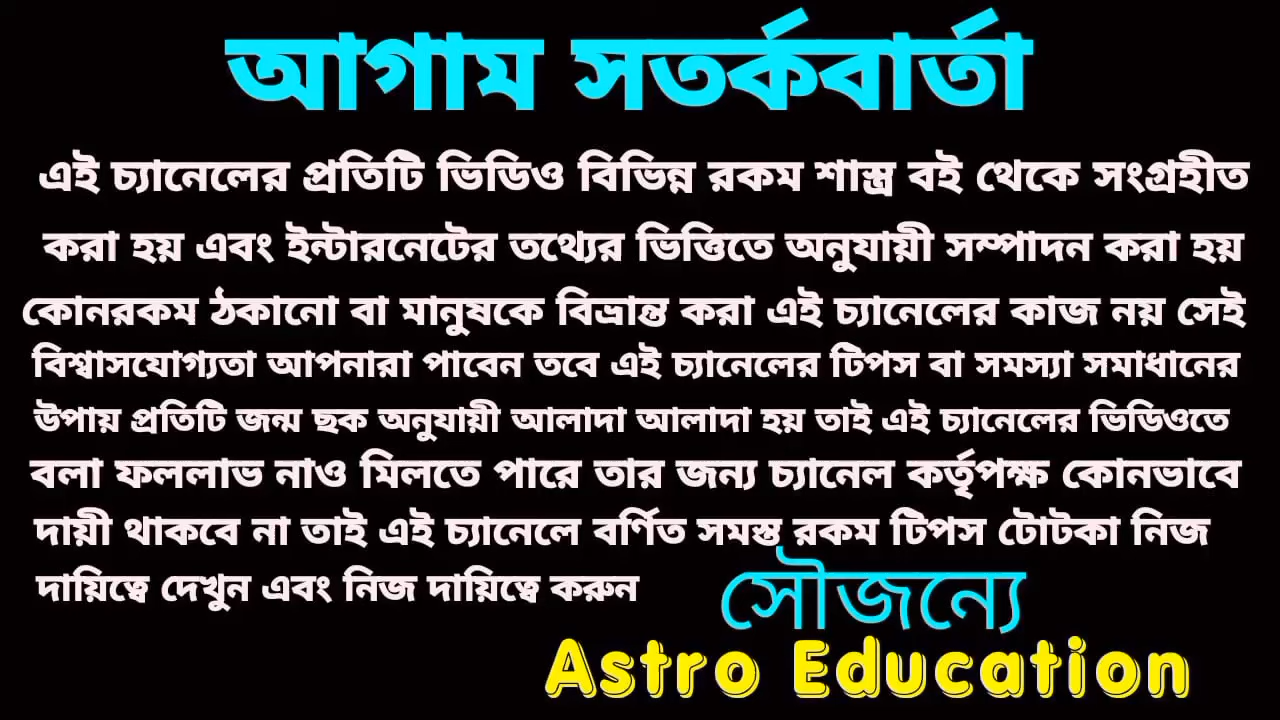 আগাম সতর্কবার্তা
এই চ্যানেলের প্রতিটি ভিডিও বিভিন্ন রকম শাস্ত্র বই থেকে সংগ্রহীত
করা হয় এবং ইন্টারনেটের তথ্যের ভিত্তিতে অনুযায়ী সম্পাদন করা হয়
কোনরকম ঠকানো বা মানুষকে বিভ্রান্ত করা এই চ্যানেলের কাজ নয় সেই
বিশ্বাসযোগ্যতা আপনারা পাবেন তবে এই চ্যানেলের টিপস বা সমস্যা সমাধানের
উপায় প্রতিটি জন্ম ছক অনুযায়ী আলাদা আলাদা হয় তাই এই চ্যানেলের ভিডিওতে
বলা ফললাভ নাও মিলতে পারে তার জন্য চ্যানেল কর্তৃপক্ষ কোনভাবে
দায়ী থাকবে না তাই এই চ্যানেলে বর্ণিত সমস্ত রকম টিপস টোটকা নিজ
দায়িত্বে দেখুন এবং নিজ দায়িত্বে করুন
সৌজন্যে
Astro Education